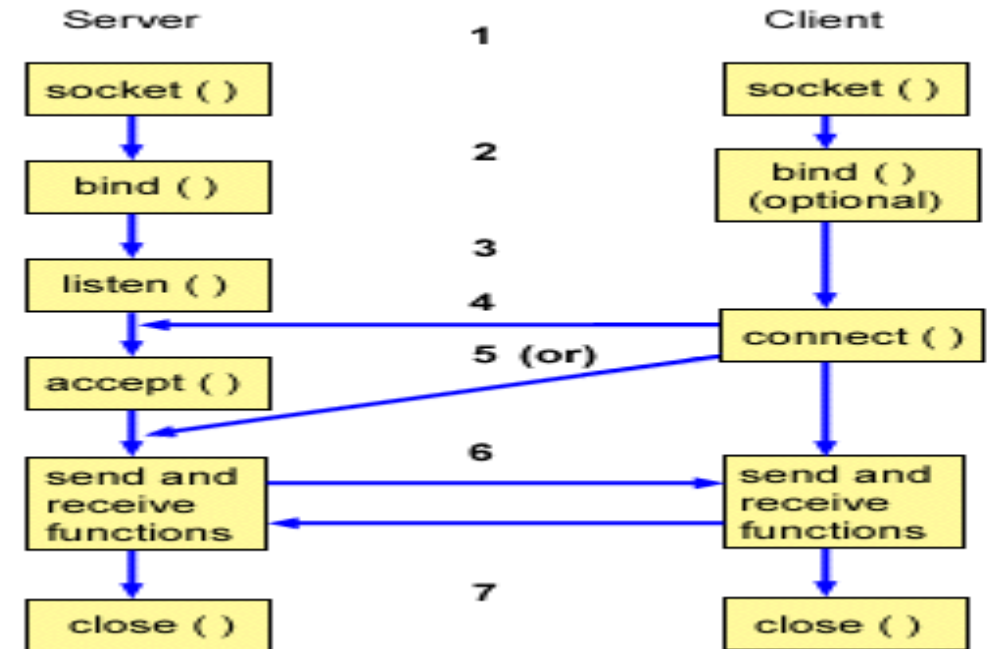 Server
1
Client
socket ( )
socket ( )
2
bind ( )
bind ( )
(optional)
3
listen ( )
4
connect ( )
5 (or)
accept ( )
6
send and
receive
functions
send and
receive
functions
7
close ( )
close ( )